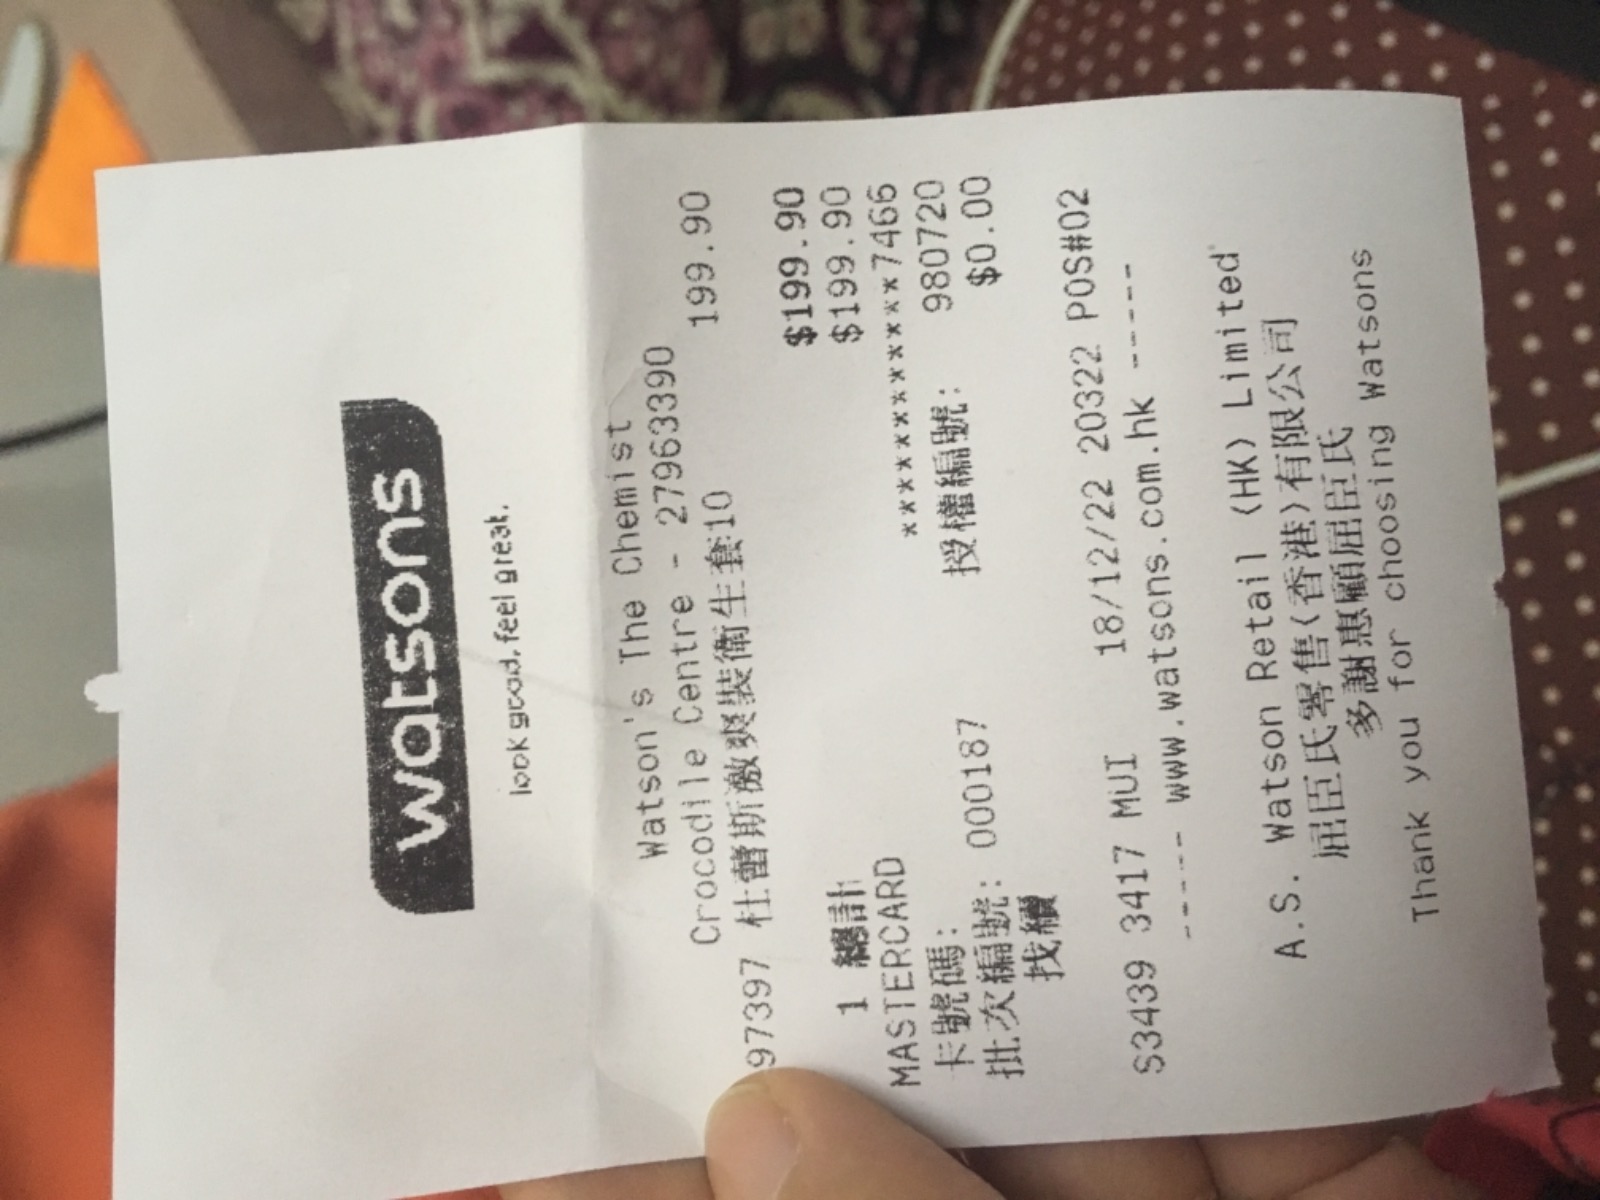 watsons
look good, feel great.
Watson's The Chemist
Crocodile Centre - 27963390
97397 杜蕾斯激爽裝衛生套10 199.90
1 總計 $199.90
MASTERCARD $199.90
卡號碼: ************7466
批次編號: 000187 授權編號: 980720
找續 $0.00
S3439 3417 MUI 18/12/22 20322 POS#02
----- www.watsons.com.hk -----
A.S. Watson Retail (HK) Limited
屈臣氏零售(香港)有限公司
多謝惠顧屈臣氏
Thank you for choosing Watsons